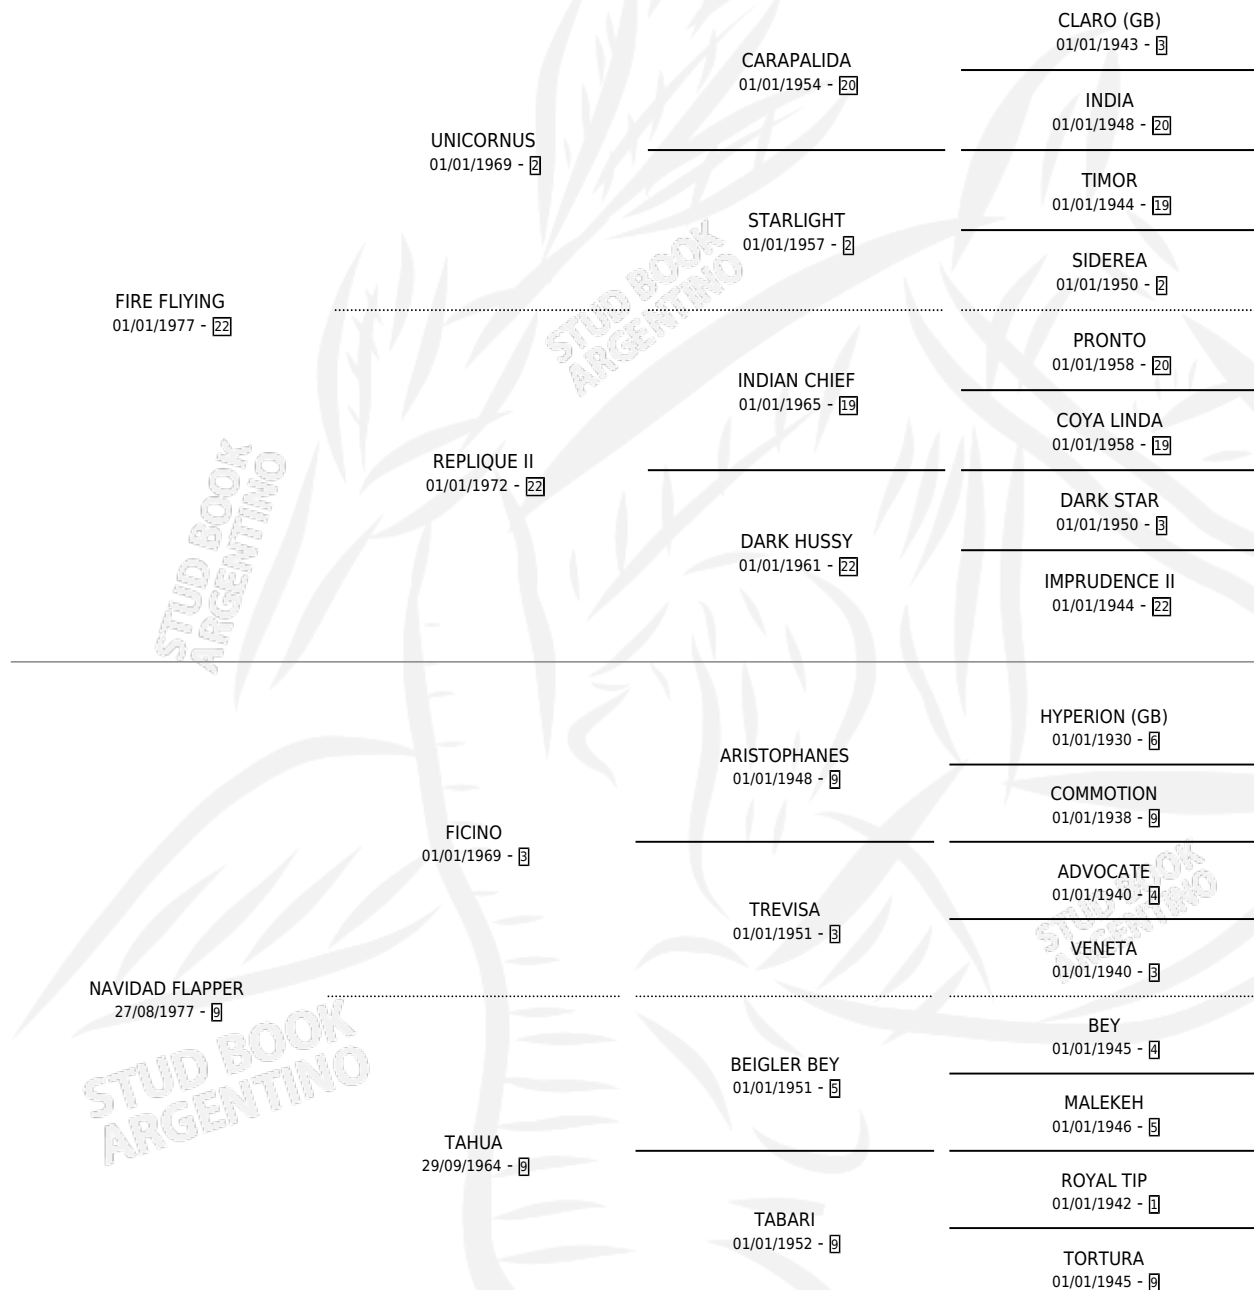 CLARO (GB)
01/01/1943 - 3
CARAPALIDA
01/01/1954 - 20
INDIA
01/01/1948 - 20
UNICORNUS
01/01/1969 - 2
TIMOR
01/01/1944 - 19
STARLIGHT
01/01/1957 - 2
SIDEREA
01/01/1950 - 2
FIRE FLIYING
01/01/1977 - 22
PRONTO
01/01/1958 - 20
INDIAN CHIEF
01/01/1965 - 19
COYA LINDA
01/01/1958 - 19
REPLIQUE II
01/01/1972 - 22
DARK STAR
01/01/1950 - 3
DARK HUSSY
01/01/1961 - 22
IMPRUDENCE II
01/01/1944 - 22
HYPERION (GB)
01/01/1930 - 6
ARISTOPHANES
01/01/1948 - 9
COMMOTION
01/01/1938 - 9
FICINO
01/01/1969 - 3
ADVOCATE
01/01/1940 - 4
TREVISA
01/01/1951 - 3
VENETA
01/01/1940 - 3
NAVIDAD FLAPPER
27/08/1977 - 9
BEY
01/01/1945 - 4
BEIGLER BEY
01/01/1951 - 5
MALEKEH
01/01/1946 - 5
TAHUA
29/09/1964 - 9
ROYAL TIP
01/01/1942 - 1
TABARI
01/01/1952 - 9
TORTURA
01/01/1945 - 9
STUD BOOK
ARGENTINO
STUD BOOK
ARGENTINO
STUD BOOK
ARGENTINO
STUD BOOK
ARGENTINO